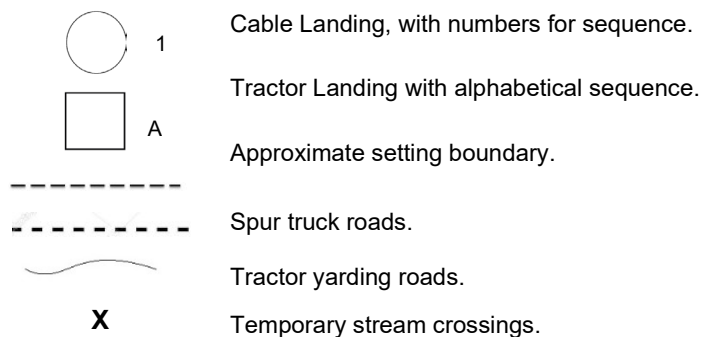 Cable Landing, with numbers for sequence.
1
Tractor Landing with alphabetical sequence.
A
Approximate setting boundary.
Spur truck roads.
Tractor yarding roads.
X
Temporary stream crossings.